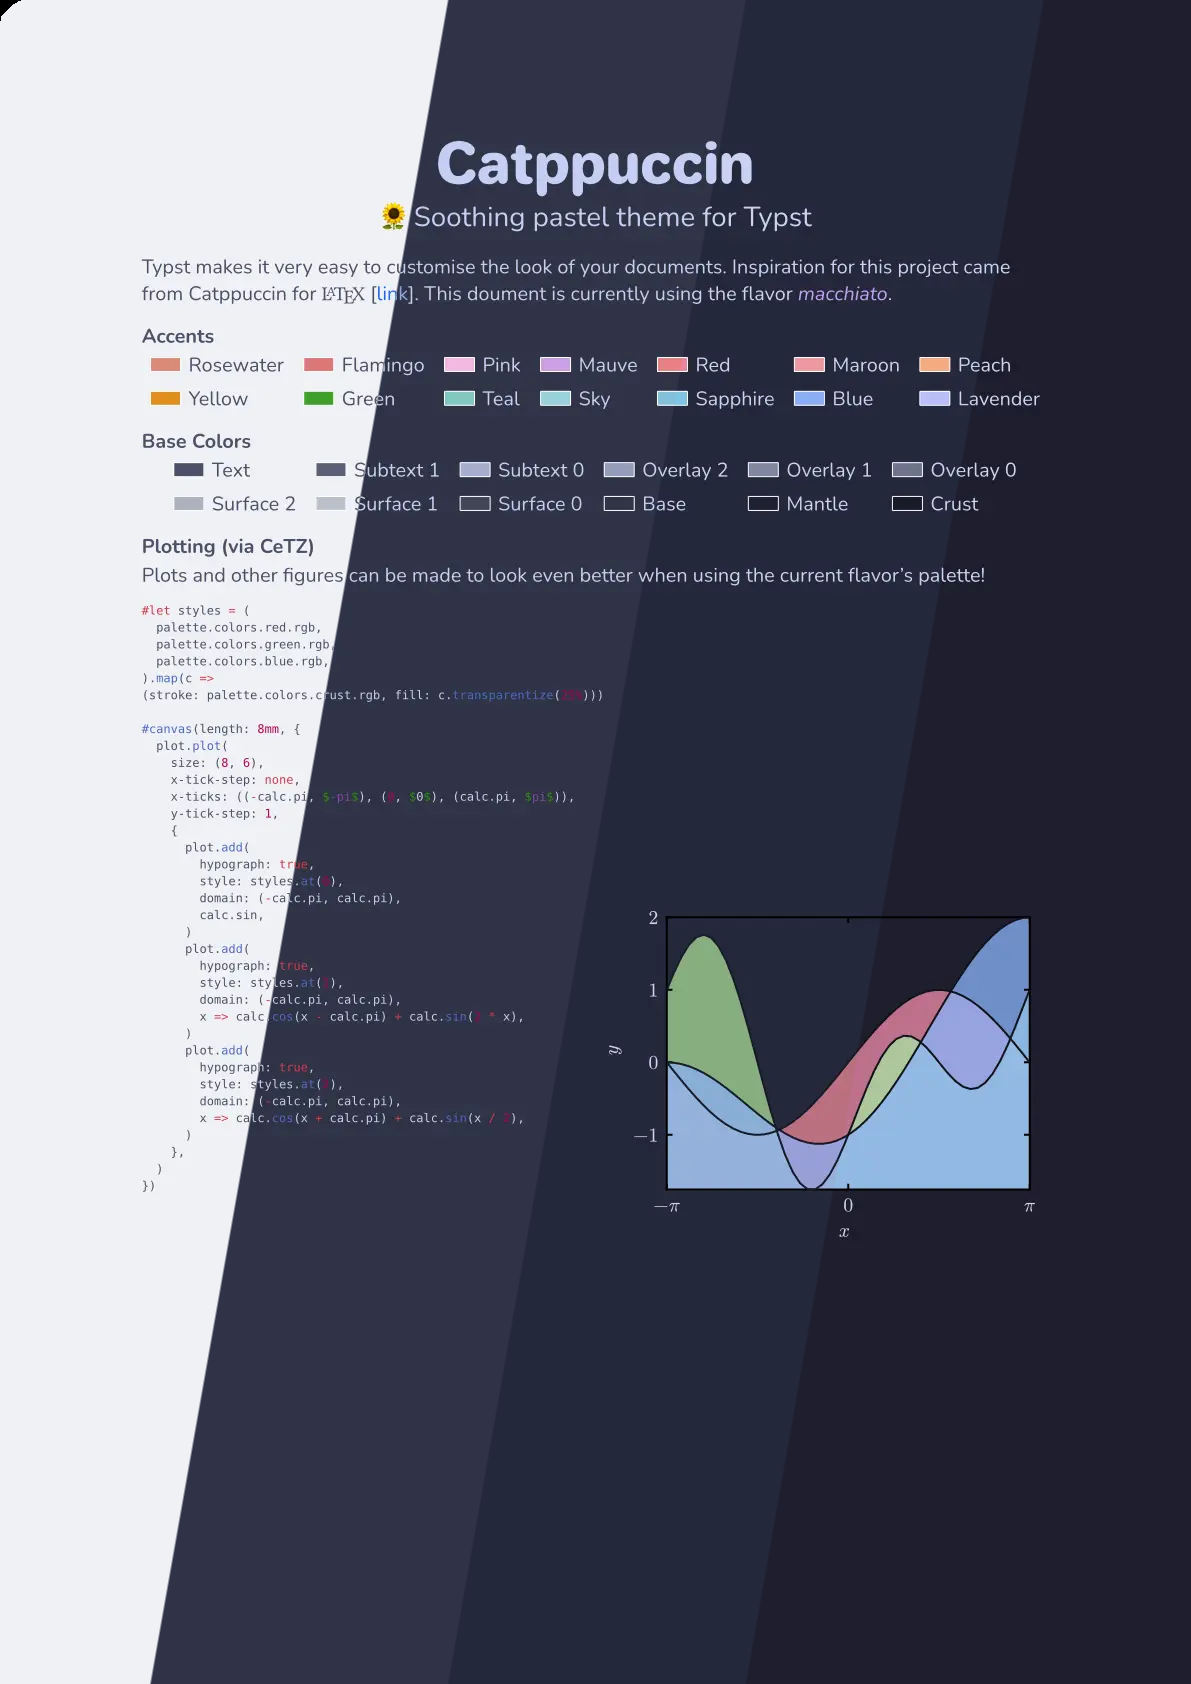 Catppuccin
🌻 Soothing pastel theme for Typst
Typst makes it very easy to customise the look of your documents. Inspiration for this project came
from Catppuccin for LATEX [link]. This doument is currently using the flavor macchiato.
Accents
Rosewater Flamingo Pink Mauve Red Maroon Peach
Yellow Green Teal Sky Sapphire Blue Lavender
Base Colors
Text Subtext 1 Subtext 0 Overlay 2 Overlay 1 Overlay 0
Surface 2 Surface 1 Surface 0 Base Mantle Crust
Plotting (via CeTZ)
Plots and other figures can be made to look even better when using the current flavor's palette!
#let styles = (
palette.colors.red.rgb,
palette.colors.green.rgb,
palette.colors.blue.rgb,
).map(c =>
(stroke: palette.colors.crust.rgb, fill: c.transparentize( )))
#canvas(length: 8mm, {
plot.plot(
size: (8, 6),
x-tick-step: none,
x-ticks: ((-calc.pi, $-pi$), ( , $0$), (calc.pi, $pi$)),
y-tick-step: 1,
{
plot.add(
hypograph: true,
style: styles.at( ),
domain: (-calc.pi, calc.pi),
calc.sin,
)
plot.add(
hypograph: true,
style: styles.at( ),
domain: (-calc.pi, calc.pi),
x => calc.cos(x - calc.pi) + calc.sin( * x),
)
plot.add(
hypograph: true,
style: styles.at( ),
domain: (-calc.pi, calc.pi),
x => calc.cos(x + calc.pi) + calc.sin(x / ),
)
},
)
})
2
1
0
−1
y
−π 0 π
x